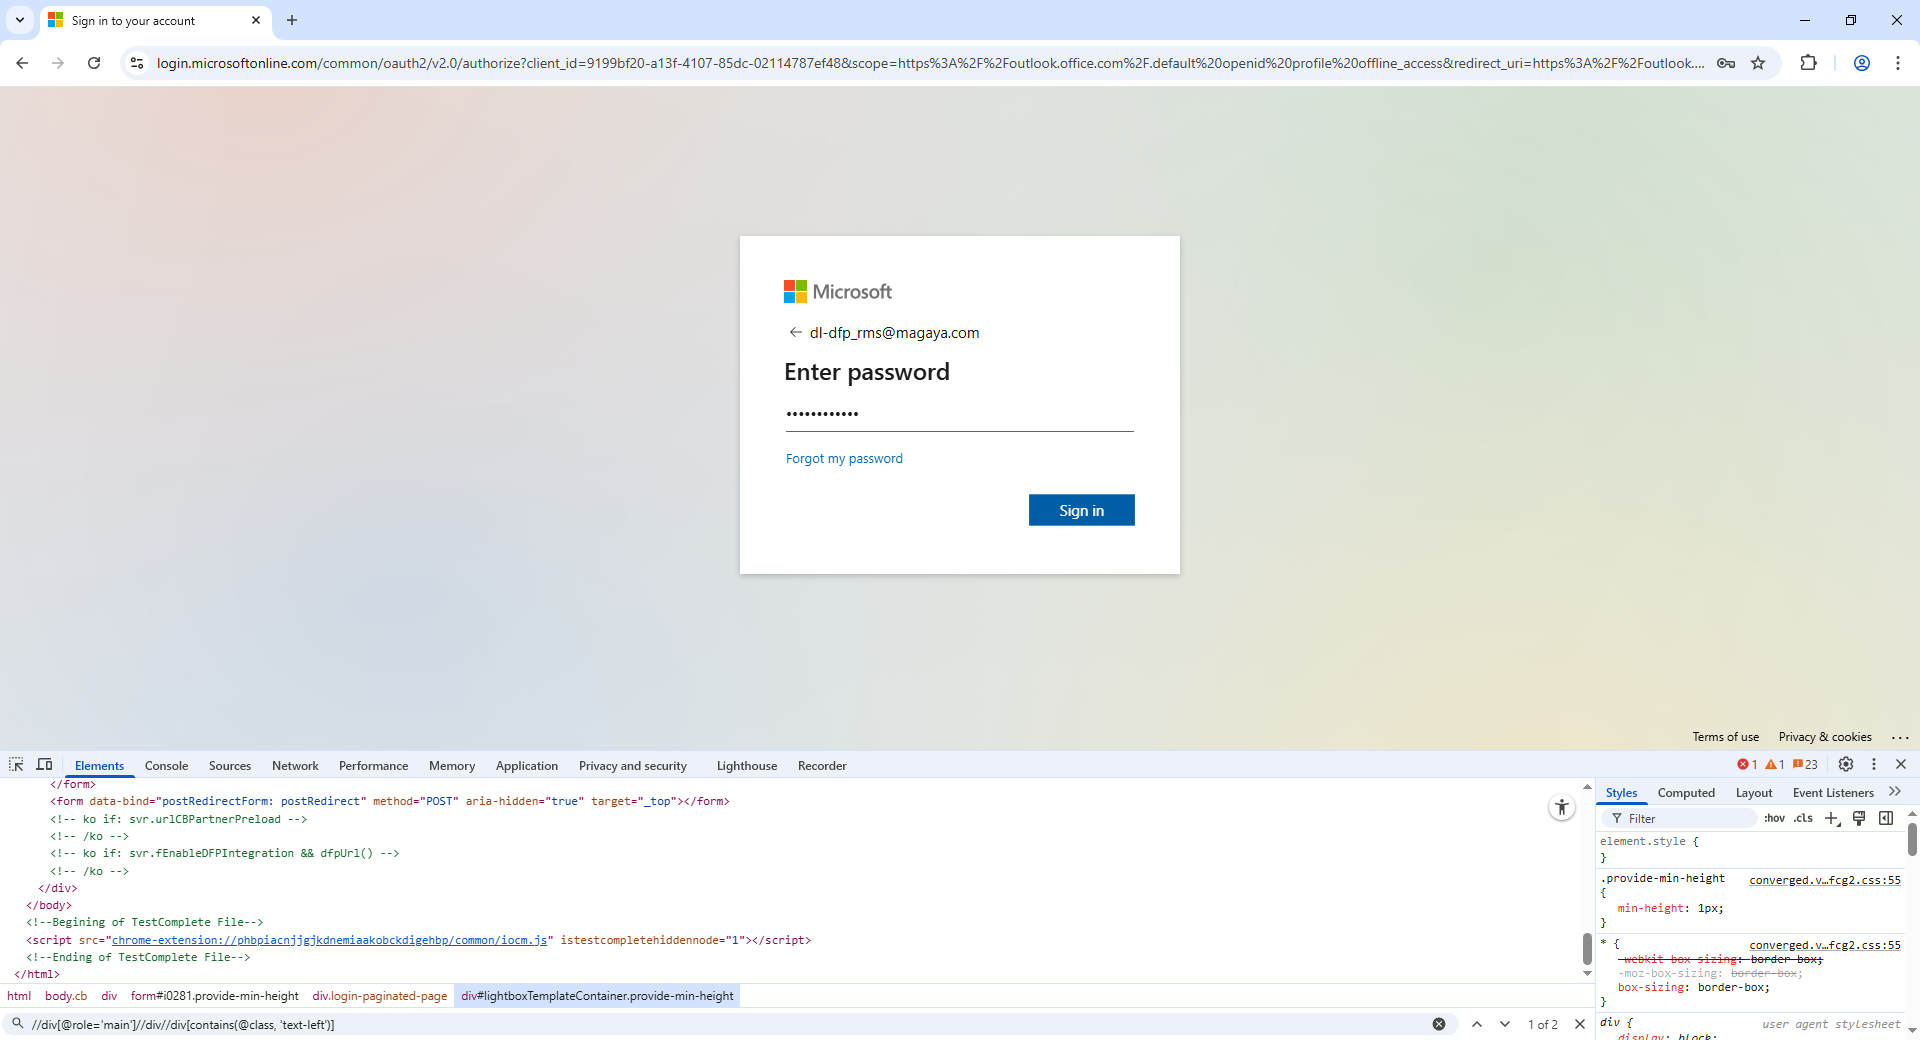 Sign in to your account
login.microsoftonline.com/common/oauth2/v2.0/authorize?client_id=9199bf20-a13f-4107-85dc-02114787ef48&scope=https%3A%2F%2Foutlook.office.com%2F.default%20openid%20profile%20offline_access&redirect_uri=https%3A%2F%2Foutlook....
Microsoft
dl-dfp_rms@magaya.com
Enter password
••••••••••••
Forgot my password
Sign in
Terms of use Privacy & cookies ...
Elements Console Sources Network Performance Memory Application Privacy and security Lighthouse Recorder 1 1 23
</form>
<form data-bind="postRedirectForm: postRedirect" method="POST" aria-hidden="true" target="_top"></form>
<!-- ko if: svr.urlCBPartnerPreload -->
<!-- /ko -->
<!-- ko if: svr.fEnableDFPIntegration && dfpUrl() -->
<!-- /ko -->
</div>
</body>
<!--Begining of TestComplete File-->
<script src="chrome-extension://phbpiacnjjgjkdnemiaakobckdigehbp/common/iocm.js" istestcompletehiddennode="1"></script>
<!--Ending of TestComplete File-->
</html>
html body.cb div form#i0281.provide-min-height div.login-paginated-page div#lightboxTemplateContainer.provide-min-height
//div[@role='main']//div//div[contains(@class, 'text-left')] 1 of 2
Styles Computed Layout Event Listeners
Filter :hov .cls
element.style {
}
.provide-min-height converged.v…fcg2.css:55
{
min-height: 1px;
}
* { converged.v…fcg2.css:55
-webkit-box-sizing: border-box;
-moz-box-sizing: border-box;
box-sizing: border-box;
}
div { user agent stylesheet
display: block;